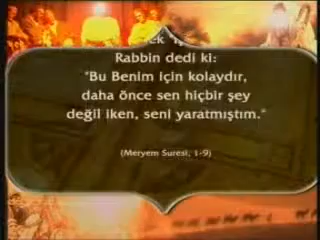 Rabbin dedi ki:
"Bu Benim için kolaydır,
daha önce sen hiçbir şey
değil iken, seni yaratmıştım."
(Meryem Suresi, 1-9)